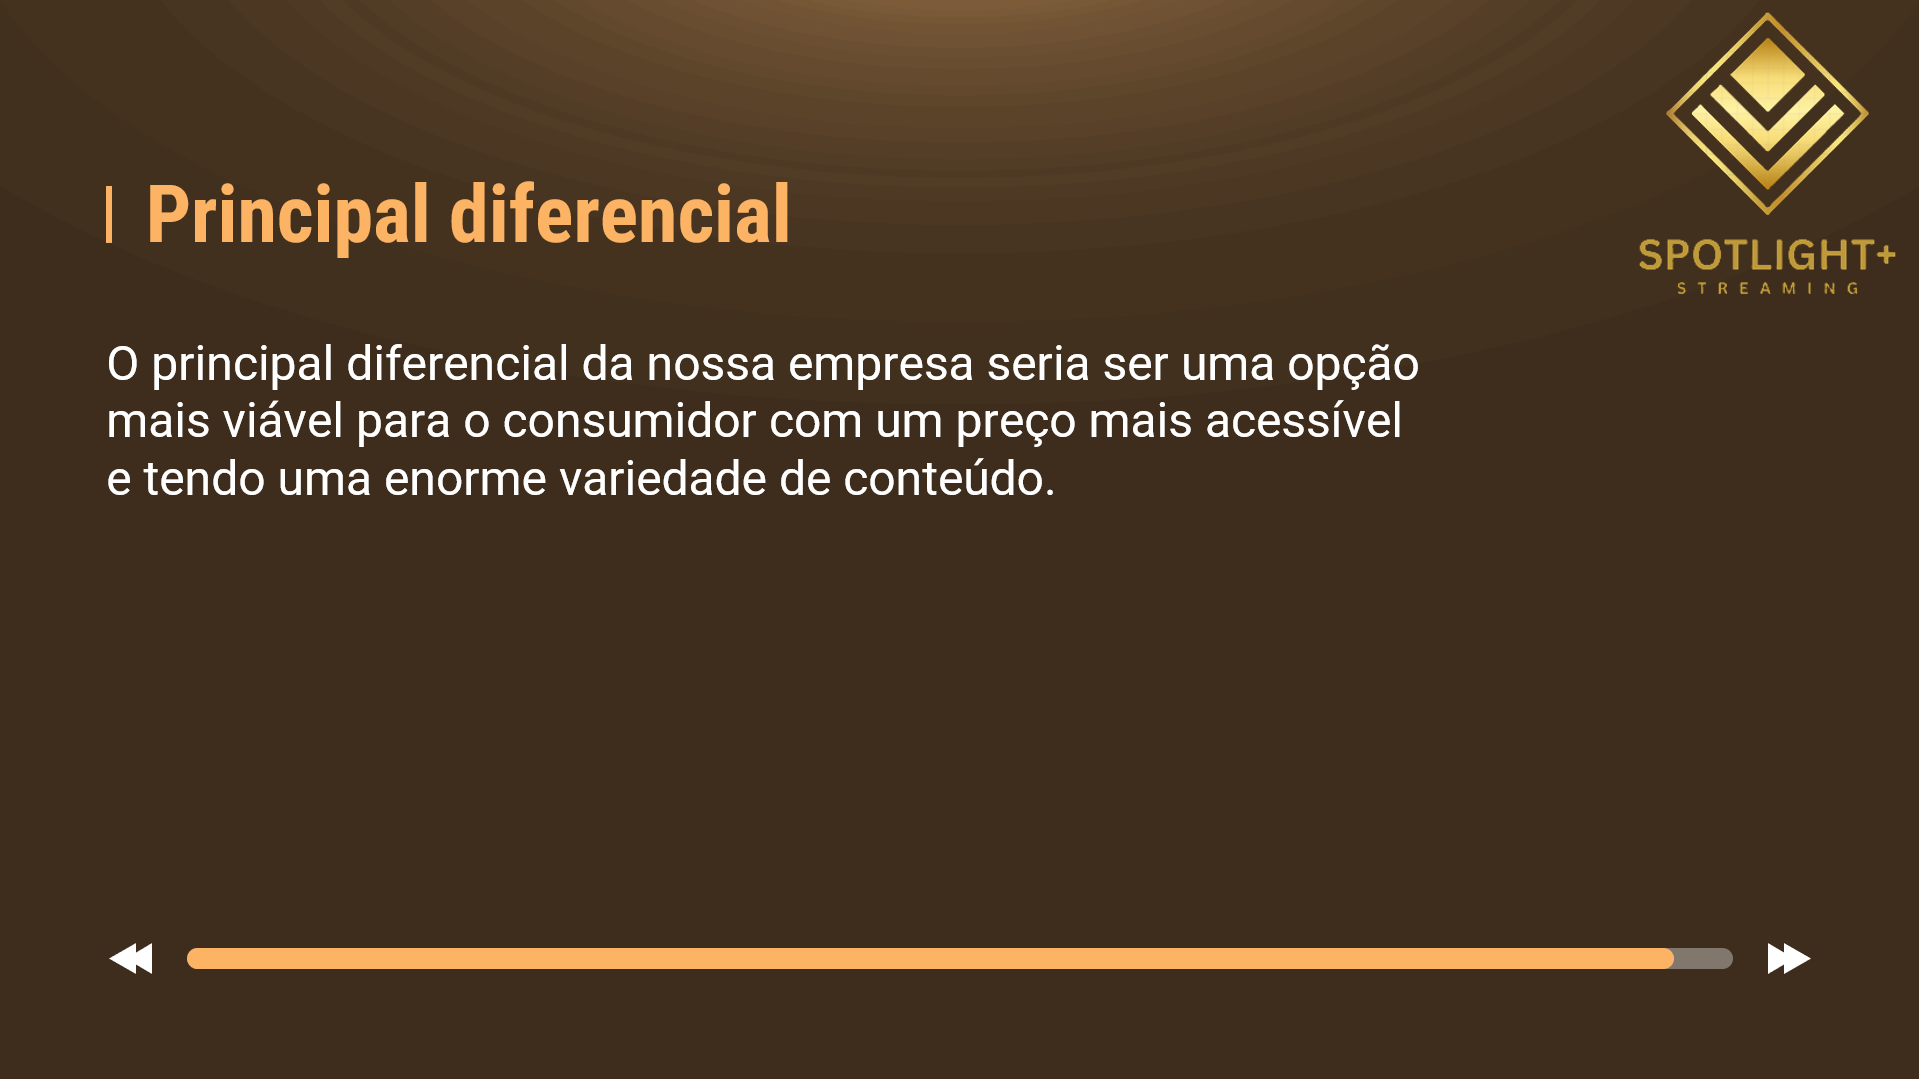 Principal diferencial
SPOTLIGHT+
STREAMING
O principal diferencial da nossa empresa seria ser uma opção
mais viável para o consumidor com um preço mais acessível
e tendo uma enorme variedade de conteúdo.